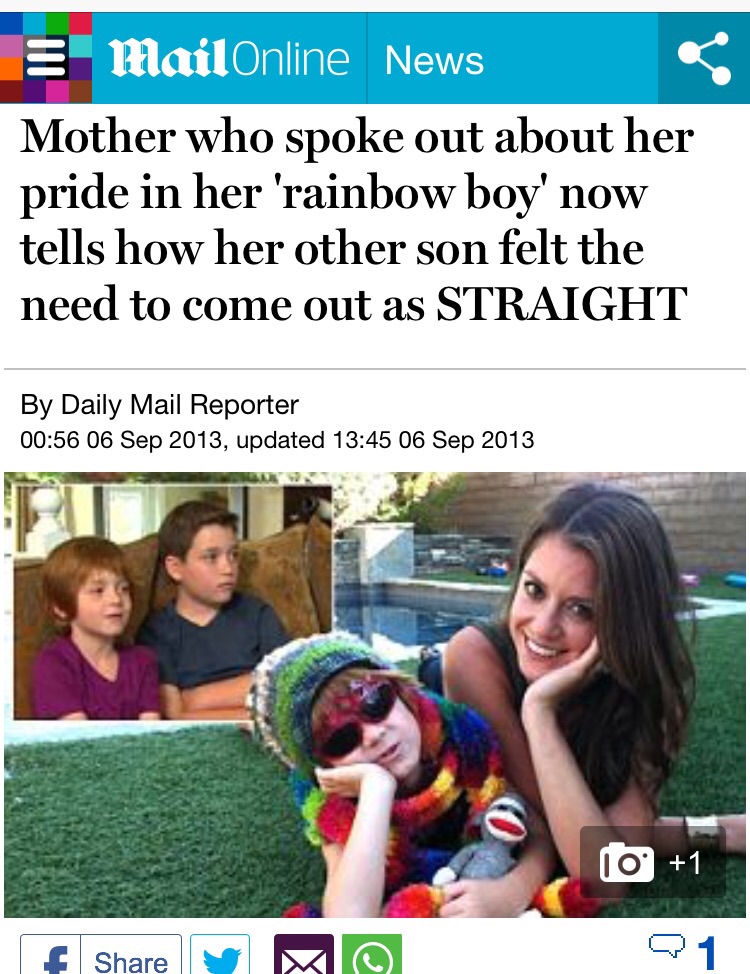 Mail Online News
Mother who spoke out about her
pride in her 'rainbow boy' now
tells how her other son felt the
need to come out as STRAIGHT
By Daily Mail Reporter
00:56 06 Sep 2013, updated 13:45 06 Sep 2013
+1
Share
1